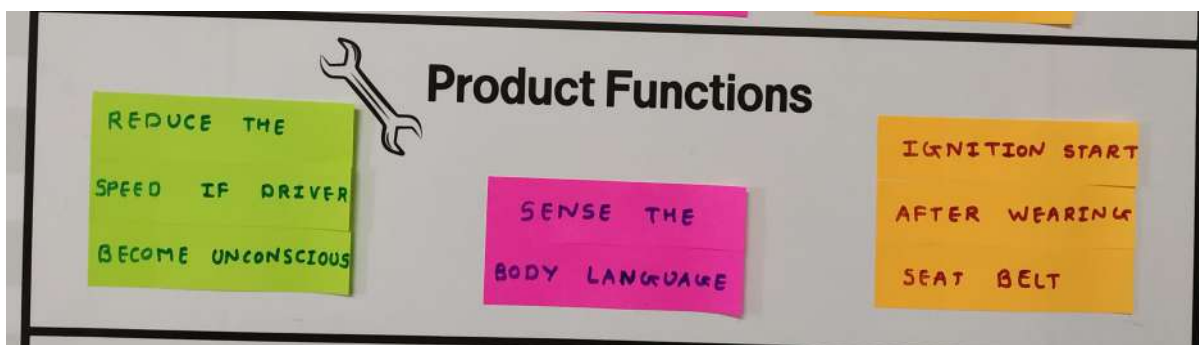 Product Functions
REDUCE THE
SPEED IF DRIVER
BECOME UNCONSCIOUS
SENSE THE
BODY LANGUAGE
IGNITION START
AFTER WEARING
SEAT BELT